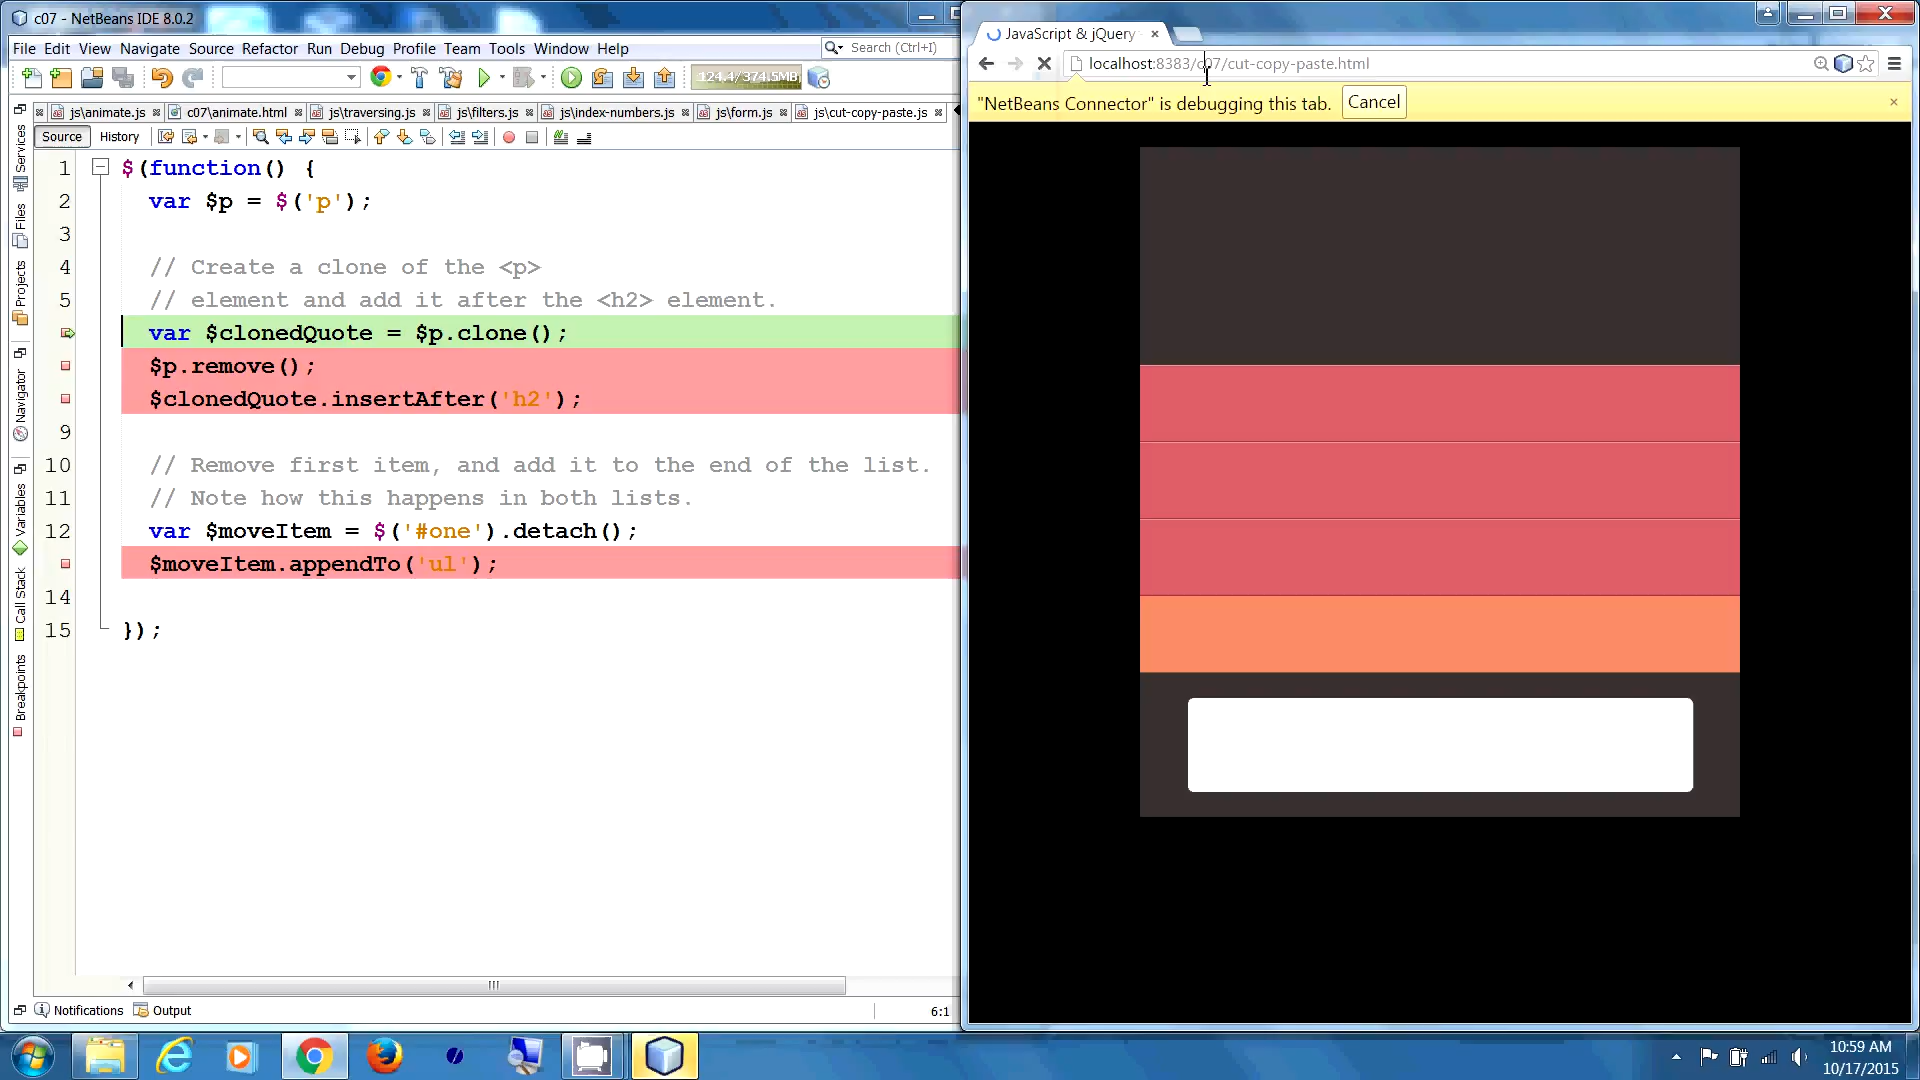 c07 - NetBeans IDE 8.0.2
File Edit View Navigate Source Refactor Run Debug Profile Team Tools Window Help
Search (Ctrl+I)
124.4/374.5MB
js\animate.js c07\animate.html js\traversing.js js\filters.js js\index-numbers.js js\form.js js\cut-copy-paste.js
Source History
Services
Files
Projects
Navigator
Variables
Call Stack
Breakpoints
1 $(function() {
2 var $p = $('p');
3
4 // Create a clone of the <p>
5 // element and add it after the <h2> element.
var $clonedQuote = $p.clone();
$p.remove();
$clonedQuote.insertAfter('h2');
9
10 // Remove first item, and add it to the end of the list.
11 // Note how this happens in both lists.
12 var $moveItem = $('#one').detach();
$moveItem.appendTo('ul');
14
15 });
Notifications Output
6:1
JavaScript & jQuery
localhost:8383/c07/cut-copy-paste.html
"NetBeans Connector" is debugging this tab. Cancel
10:59 AM
10/17/2015